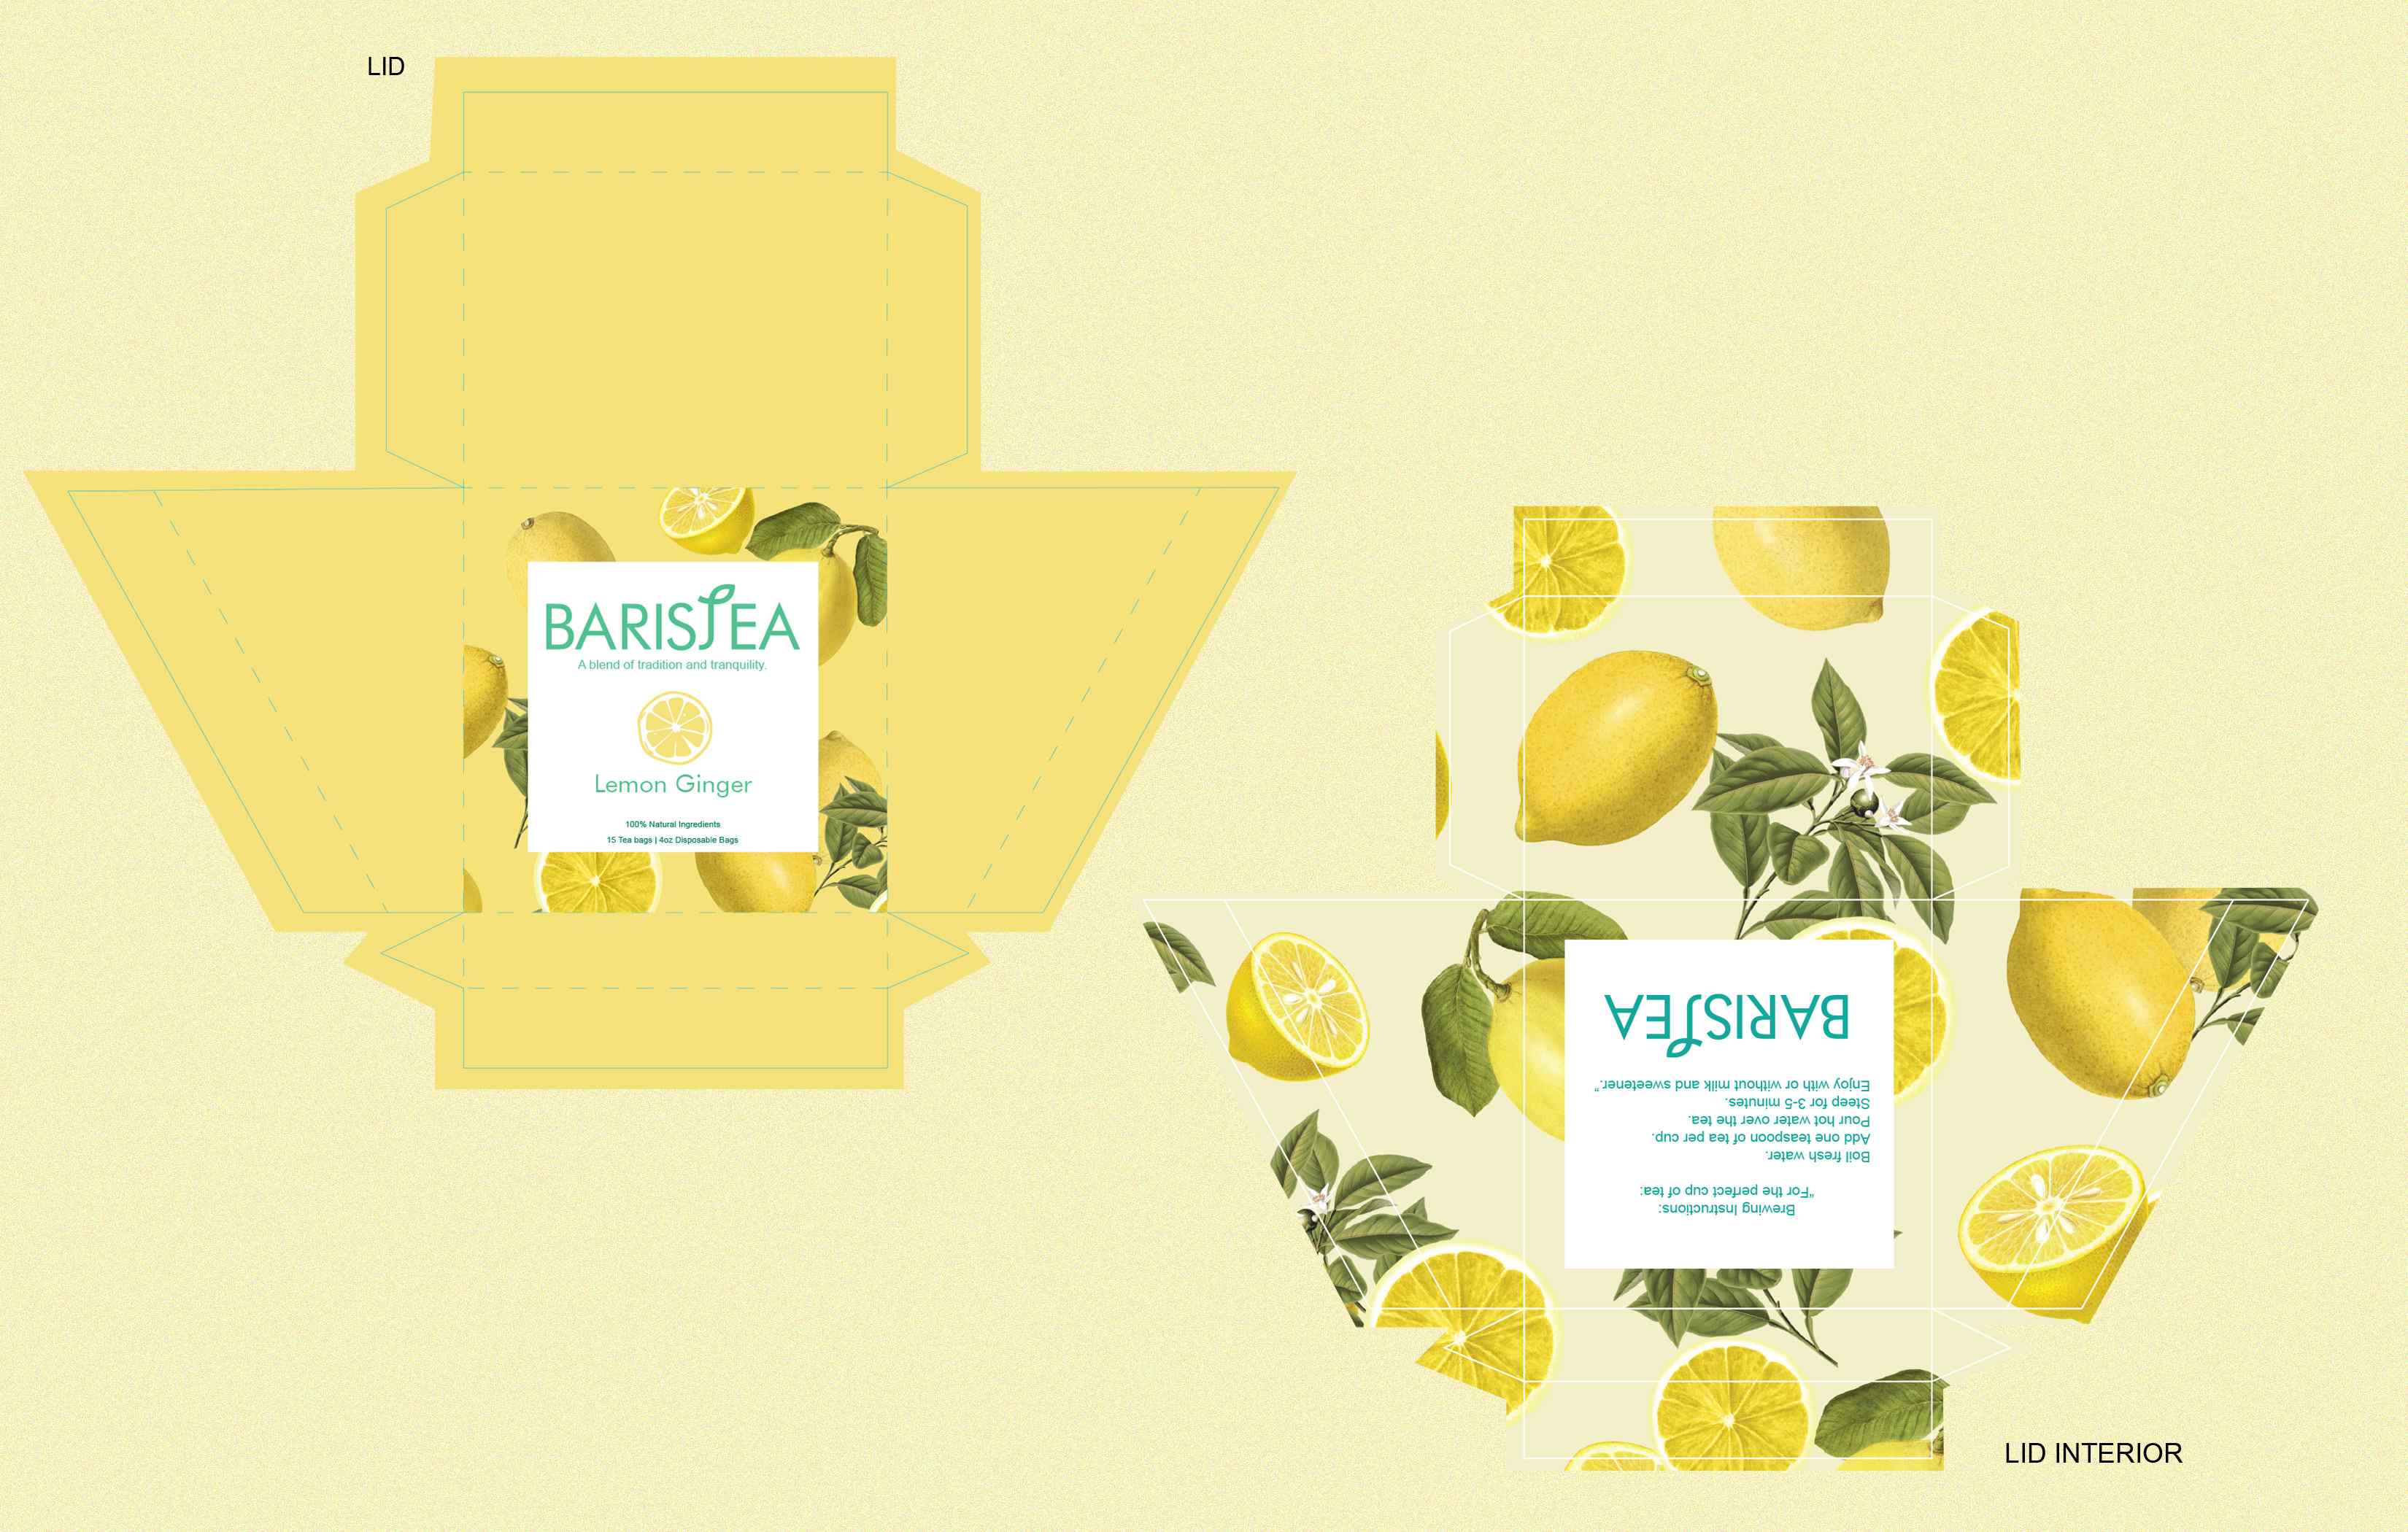 LID
BARISTEA
A blend of tradition and tranquility.
Lemon Ginger
100% Natural Ingredients
15 Tea bags | 4oz Disposable Bags
Brewing Instructions:
"For the perfect cup of tea:
Boil fresh water.
Add one teaspoon of tea per cup.
Pour hot water over the tea.
Steep for 3-5 minutes.
Enjoy with or without milk and sweetener."
BARISTEA
LID INTERIOR